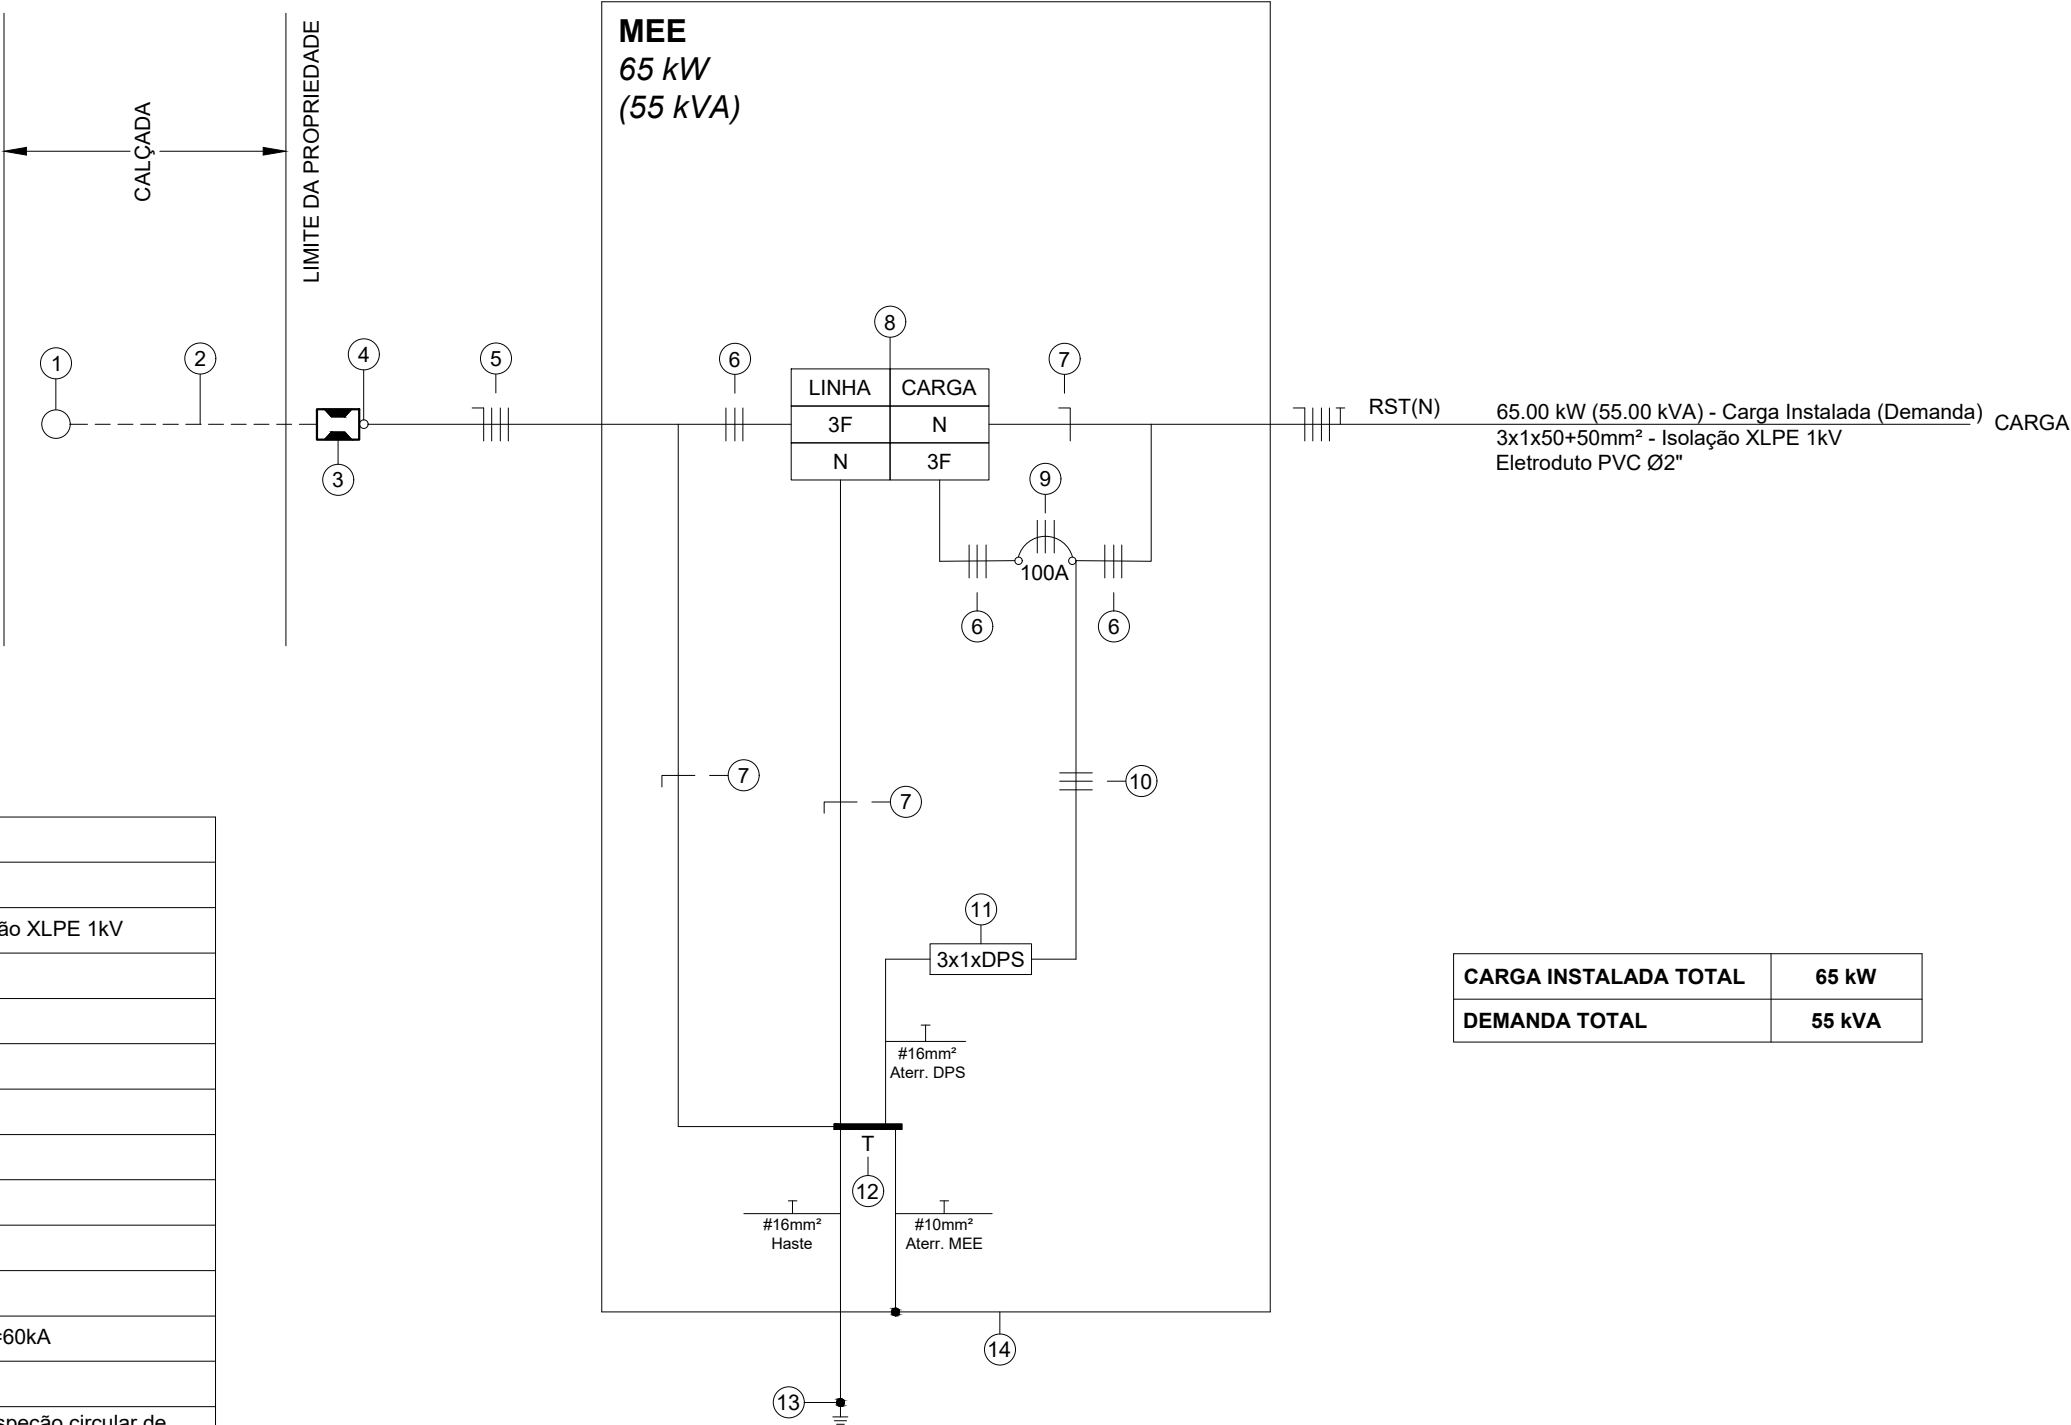 MEE
65 kW
(55 kVA)
CALÇADA
LIMITE DA PROPRIEDADE
1
2
3
4
5
6
8
7
LINHA CARGA
3F N
N 3F
RST(N)
65.00 kW (55.00 kVA) - Carga Instalada (Demanda)
3x1x50+50mm² - Isolação XLPE 1kV
Eletroduto PVC Ø2"
CARGA
9
100A
6
6
7
7
10
11
3x1xDPS
#16mm²
Aterr. DPS
T
12
#16mm²
Haste
#10mm²
Aterr. MEE
14
13
XLPE 1kV
=60kA
circular de
CARGA INSTALADA TOTAL 65 kW
DEMANDA TOTAL 55 kVA